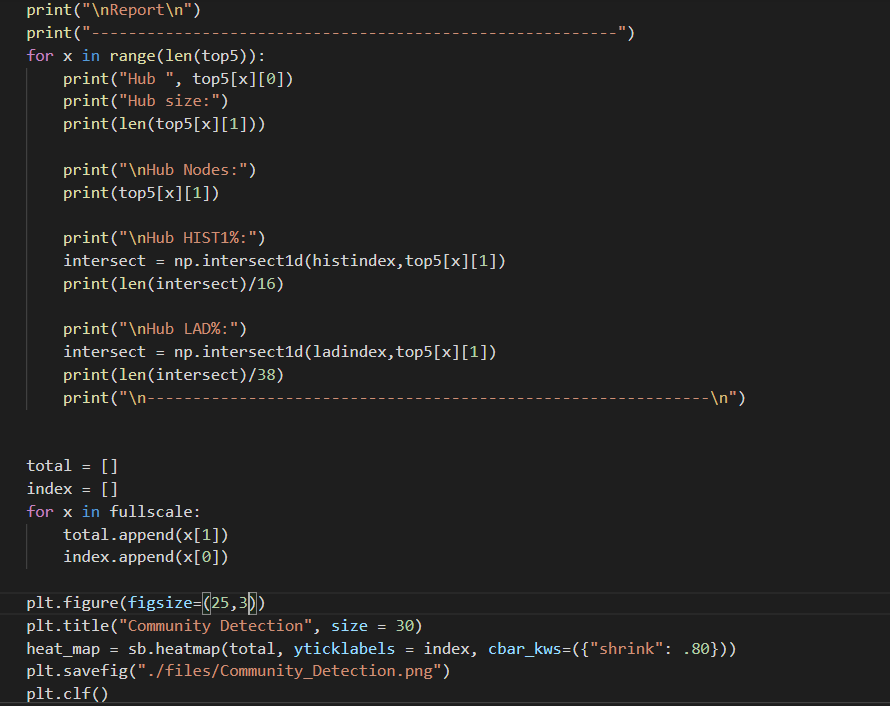 print("\nReport\n")
print("---------------------------------------------------------")
for x in range(len(top5)):
    print("Hub ", top5[x][0])
    print("Hub size:")
    print(len(top5[x][1]))

    print("\nHub Nodes:")
    print(top5[x][1])

    print("\nHub HIST1%:")
    intersect = np.intersect1d(histindex,top5[x][1])
    print(len(intersect)/16)

    print("\nHub LAD%:")
    intersect = np.intersect1d(ladindex,top5[x][1])
    print(len(intersect)/38)
    print("\n-------------------------------------------------------------\n")


total = []
index = []
for x in fullscale:
    total.append(x[1])
    index.append(x[0])

plt.figure(figsize=(25,3))
plt.title("Community Detection", size = 30)
heat_map = sb.heatmap(total, yticklabels = index, cbar_kws=({"shrink": .80}))
plt.savefig("./files/Community_Detection.png")
plt.clf()